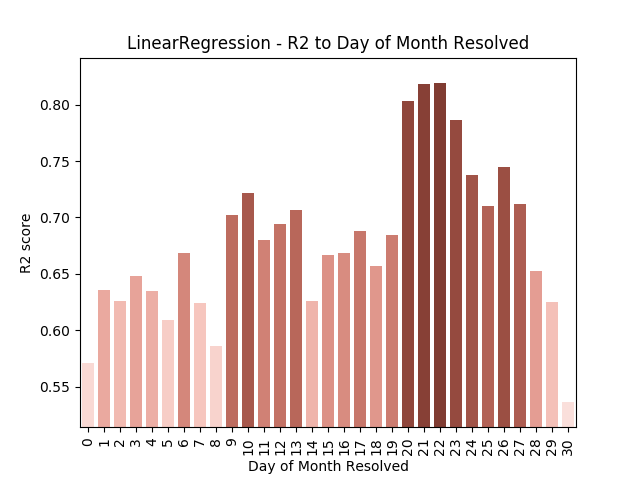 LinearRegression - R2 to Day of Month Resolved
0.80
0.75
0.70
0.65
0.60
0.55
R2 score
0 1 2 3 4 5 6 7 8 9 10 11 12 13 14 15 16 17 18 19 20 21 22 23 24 25 26 27 28 29 30
Day of Month Resolved